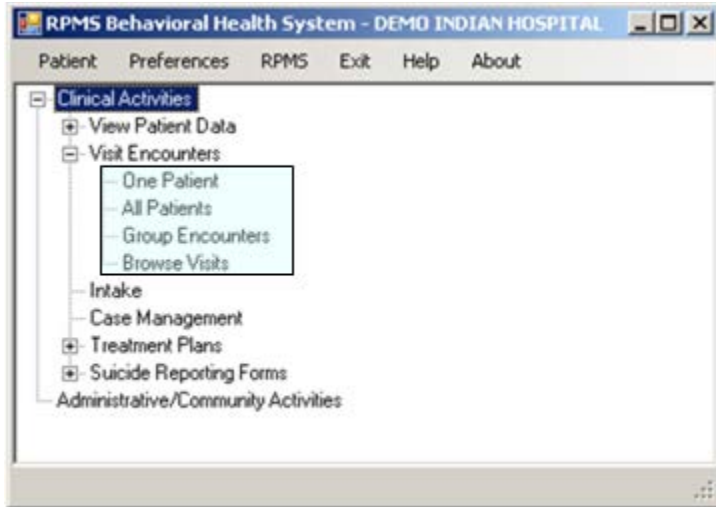 RPMS Behavioral Health System - DEMO INDIAN HOSPITAL
Patient Preferences RPMS Exit Help About
Clinical Activities
View Patient Data
Visit Encounters
One Patient
All Patients
Group Encounters
Browse Visits
Intake
Case Management
Treatment Plans
Suicide Reporting Forms
Administrative/Community Activities